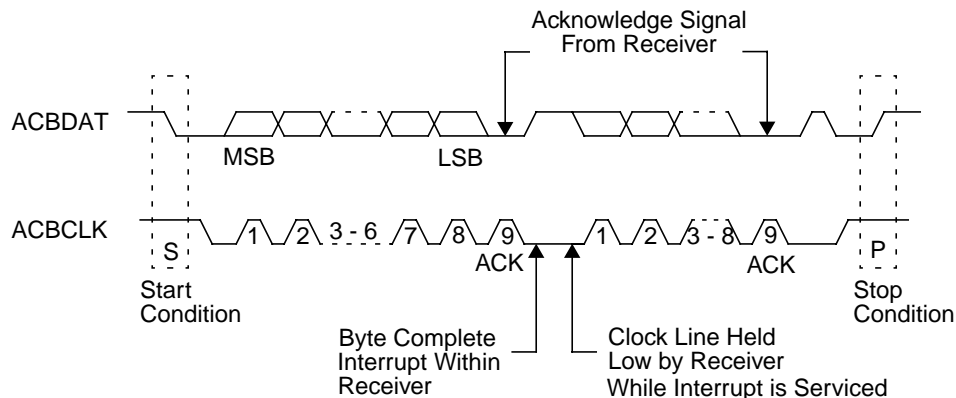 Acknowledge Signal
From Receiver
ACBDAT
MSB
LSB
ACBCLK
S
1
2
3 - 6
7
8
9
1
2
3 - 8
9
P
ACK
ACK
Start
Condition
Stop
Condition
Byte Complete
Interrupt Within
Receiver
Clock Line Held
Low by Receiver
While Interrupt is Serviced